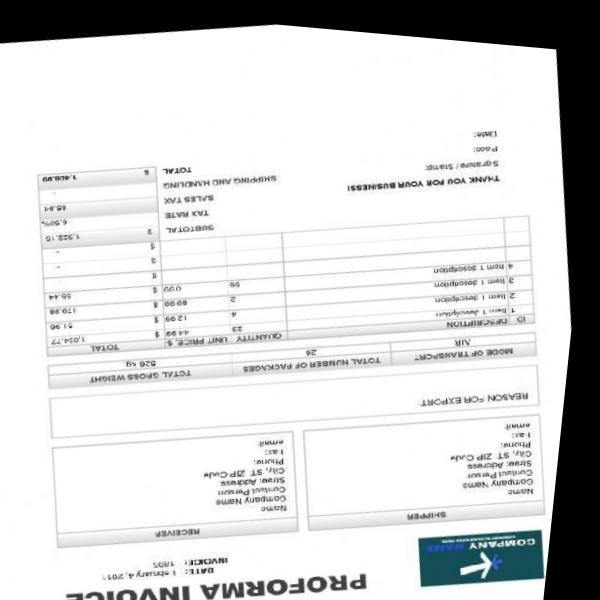 COMPANY NAME
PROFORMA INVOICE
DATE: February 4, 2011
INVOICE: 1895
SHIPPER
Name
Company Name
Contact Person
Street Address
City, ST ZIP Code
Phone:
Fax:
email:
RECEIVER
Name
Company Name
Contact Person
Street Address
City, ST ZIP Code
Phone:
Fax:
email:
REASON FOR EXPORT
MODE OF TRANSPORT TOTAL NUMBER OF PACKAGES TOTAL GROSS WEIGHT
AIR 26 526 kg
ID DESCRIPTION QUANTITY UNIT PRICE, $ TOTAL
1 Item 1 description 23 44.99 $ 1,034.77
2 Item 1 description 4 12.99 $ 51.96
3 Item 1 description 2 89.99 $ 179.98
4 Item 1 description 56 0.99 $ 55.44
$ -
$ -
$ -
SUBTOTAL $ 1,322.15
TAX RATE 6.50%
SALES TAX 85.94
SHIPPING AND HANDLING -
TOTAL $ 1,408.09
THANK YOU FOR YOUR BUSINESS!
Signature / Stamp:
Place:
Date: